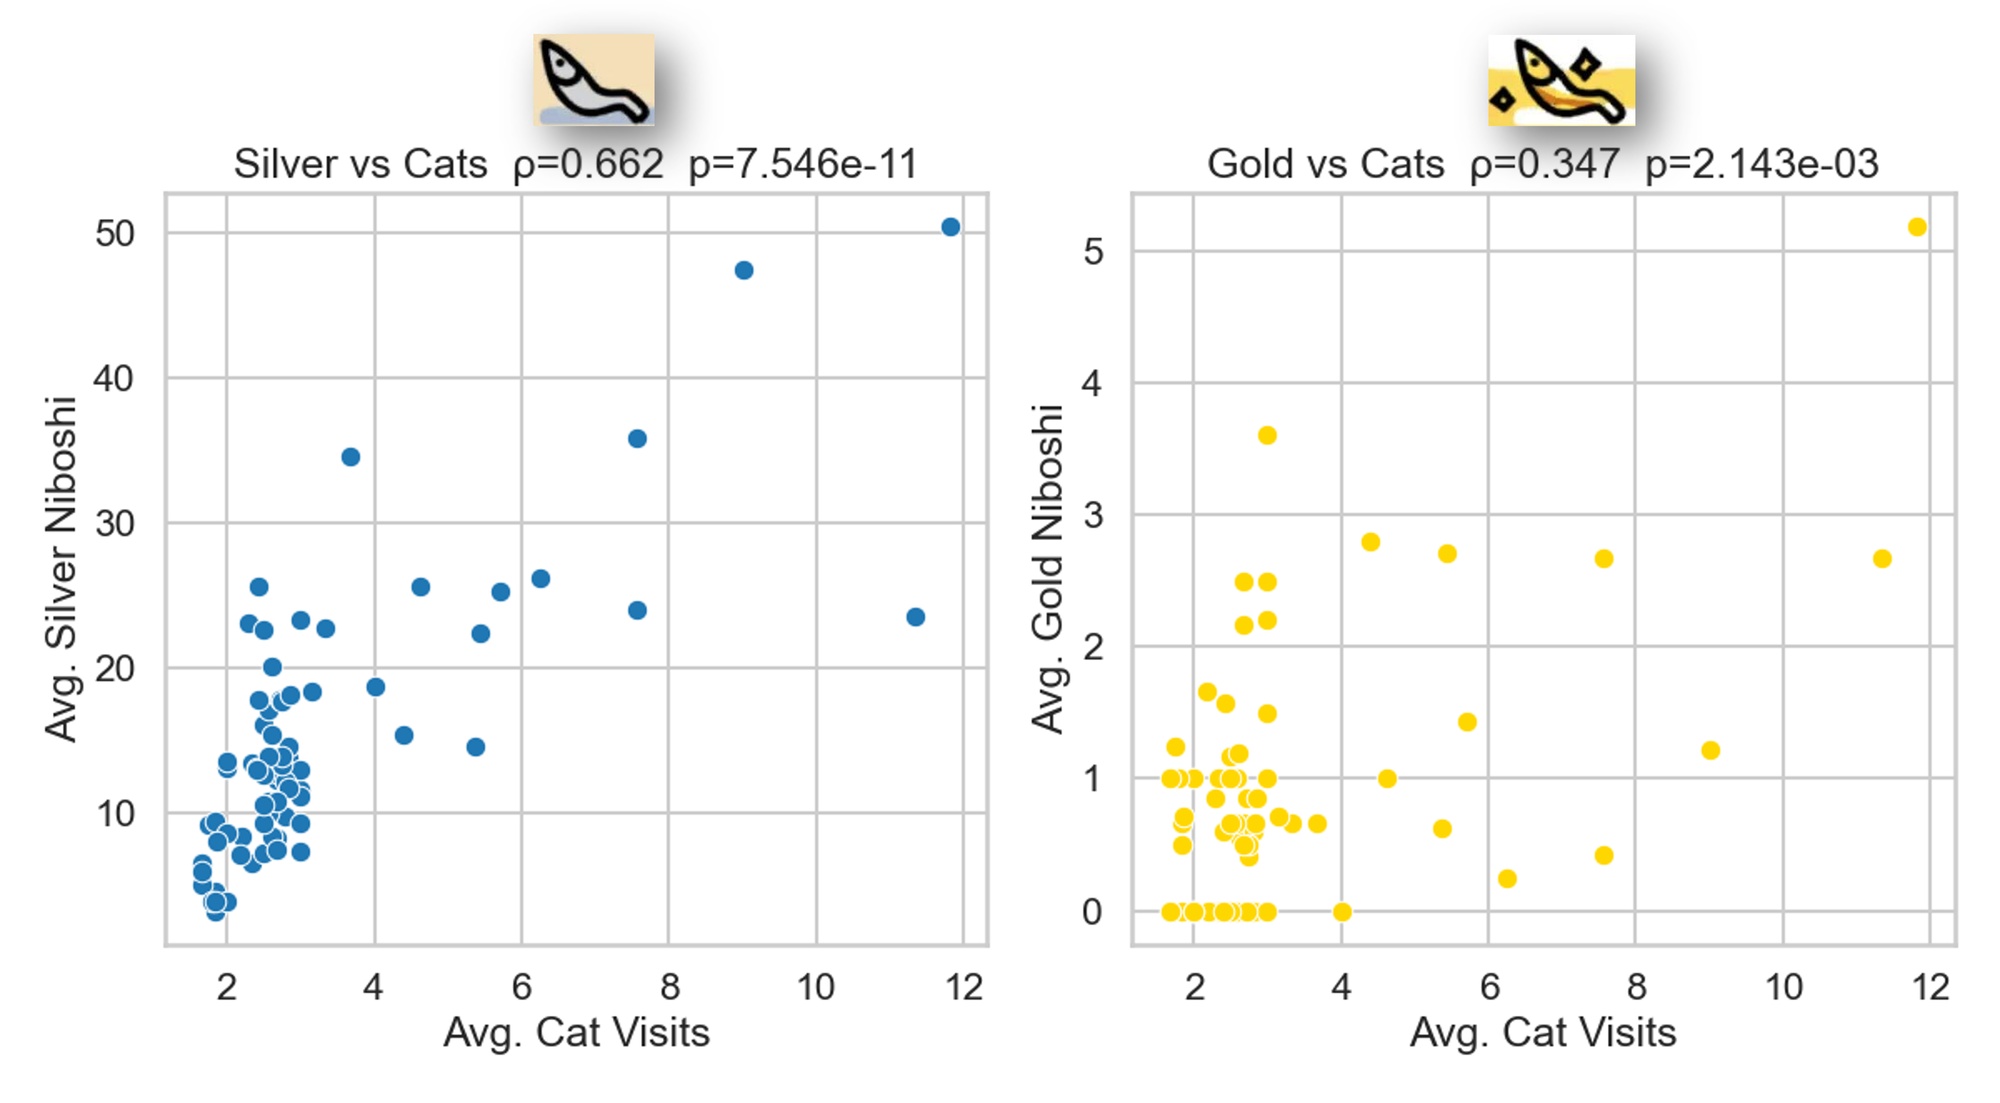 Silver vs Cats ρ=0.662 p=7.546e-11
50
40
30
20
10
Avg. Silver Niboshi
2 4 6 8 10 12
Avg. Cat Visits
Gold vs Cats ρ=0.347 p=2.143e-03
5
4
3
2
1
0
Avg. Gold Niboshi
2 4 6 8 10 12
Avg. Cat Visits